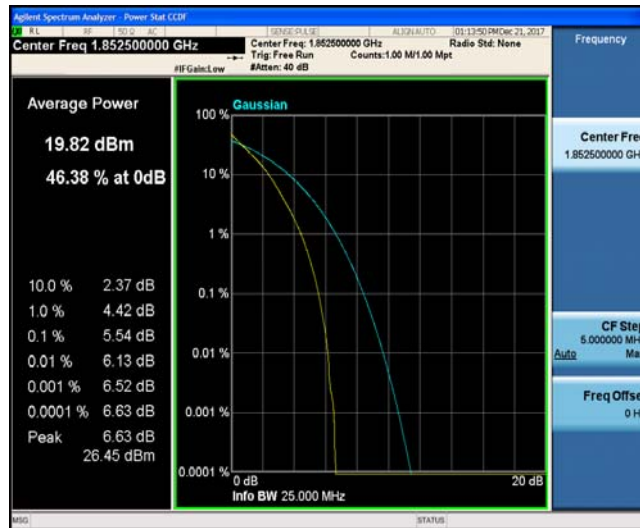 Agilent Spectrum Analyzer - Power Stat CCDF
RL RF 50 Ω AC SENSE:PULSE ALIGN AUTO 01:13:50 PM Dec 21, 2017
Center Freq 1.852500000 GHz
Center Freq: 1.852500000 GHz Radio Std: None
Trig: Free Run Counts:1.00 M/1.00 Mpt
#IFGain:Low #Atten: 40 dB
Frequency
Average Power
19.82 dBm
46.38 % at 0dB
10.0 % 2.37 dB
1.0 % 4.42 dB
0.1 % 5.54 dB
0.01 % 6.13 dB
0.001 % 6.52 dB
0.0001 % 6.63 dB
Peak 6.63 dB
26.45 dBm
Gaussian
100 %
10 %
1 %
0.1 %
0.01 %
0.001 %
0.0001 %
0 dB 20 dB
Info BW 25.000 MHz
Center Fre
1.852500000 GH
CF Step
5.000000 MH
Auto Ma
Freq Offse
0 H
MSG STATUS